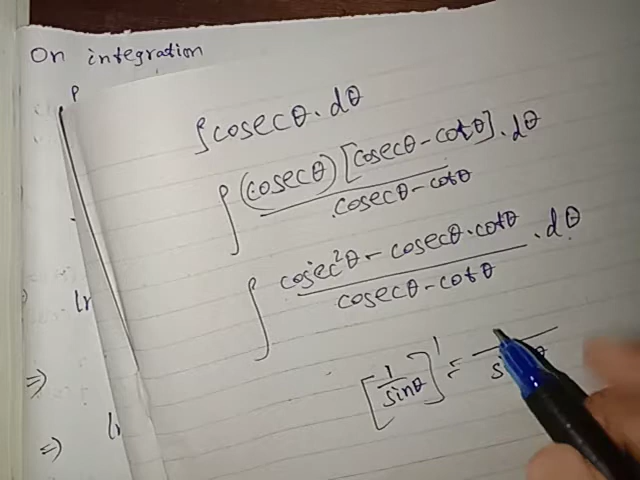 On integration
P
∫cosecθ.dθ
∫ (cosecθ)[cosecθ-cotθ] / cosecθ-cotθ .dθ
∫ cosec²θ - cosecθ.cotθ / cosecθ-cotθ .dθ
[1/sinθ]' =
⇒
⇒